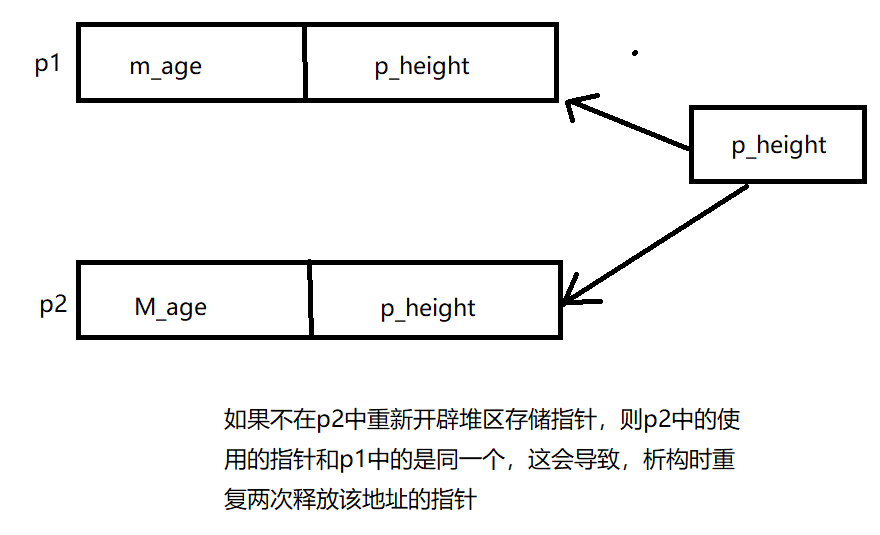 p1 m_age p_height
p_height
p2 M_age p_height
如果不在p2中重新开辟堆区存储指针，则p2中的使
用的指针和p1中的是同一个，这会导致，析构时重
复两次释放该地址的指针